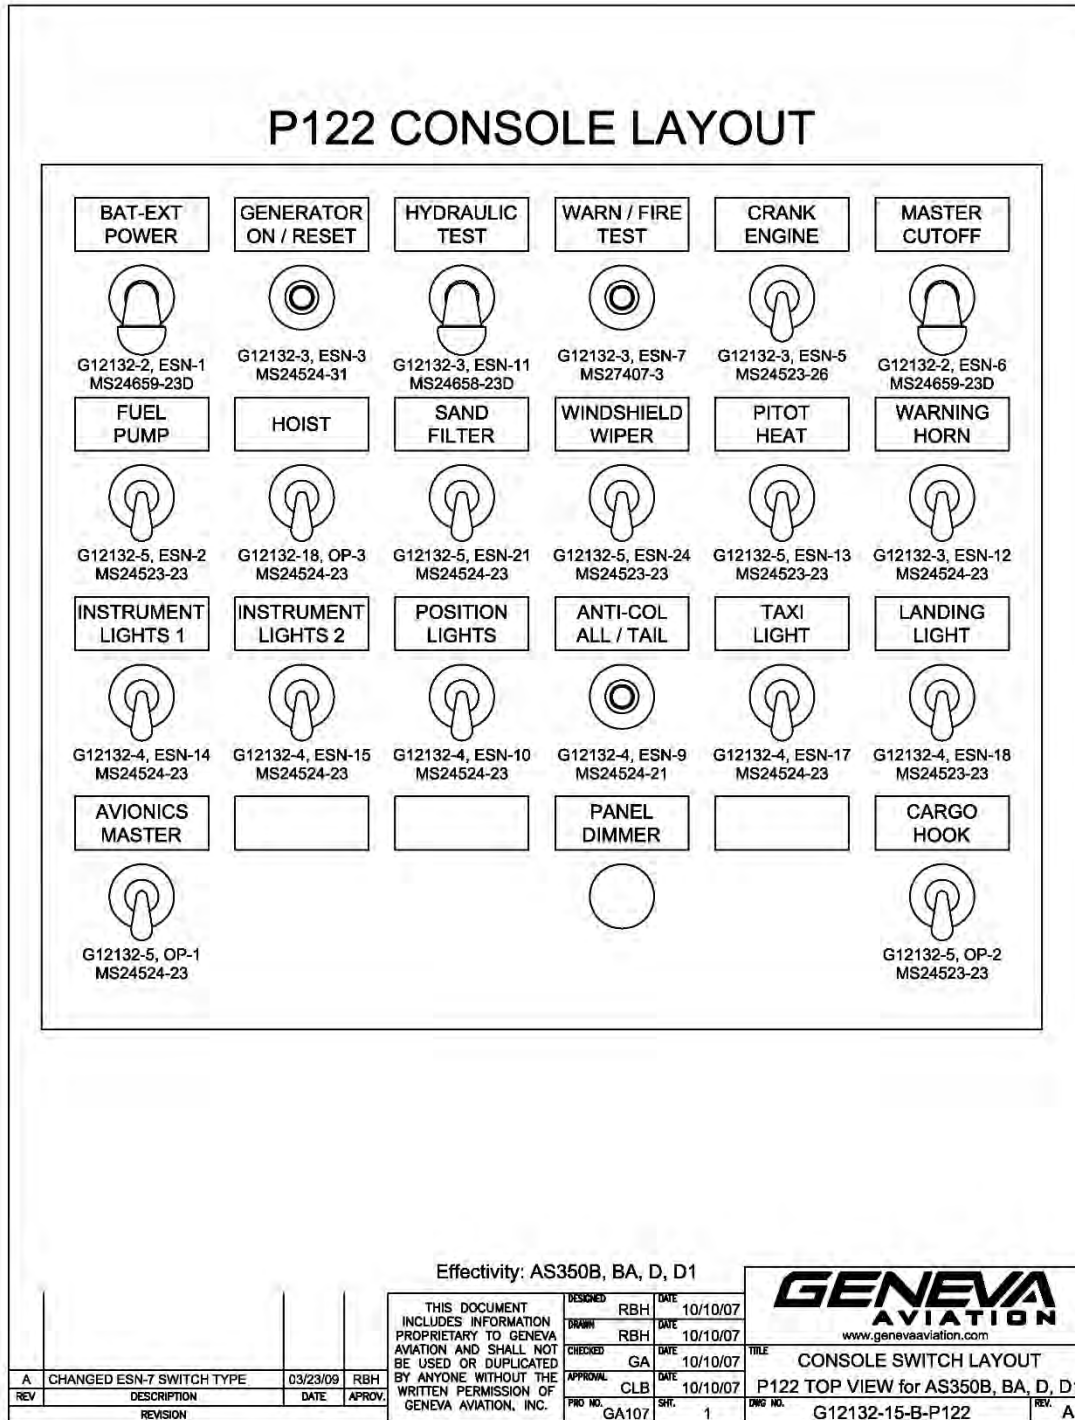 P122 CONSOLE LAYOUT
BAT-EXT
POWER
GENERATOR
ON / RESET
HYDRAULIC
TEST
WARN / FIRE
TEST
CRANK
ENGINE
MASTER
CUTOFF
G12132-2, ESN-1
MS24659-23D
G12132-3, ESN-3
MS24524-31
G12132-3, ESN-11
MS24658-23D
G12132-3, ESN-7
MS27407-3
G12132-3, ESN-5
MS24523-26
G12132-2, ESN-6
MS24659-23D
FUEL
PUMP
HOIST
SAND
FILTER
WINDSHIELD
WIPER
PITOT
HEAT
WARNING
HORN
G12132-5, ESN-2
MS24523-23
G12132-18, OP-3
MS24524-23
G12132-5, ESN-21
MS24524-23
G12132-5, ESN-24
MS24523-23
G12132-5, ESN-13
MS24523-23
G12132-3, ESN-12
MS24524-23
INSTRUMENT
LIGHTS 1
INSTRUMENT
LIGHTS 2
POSITION
LIGHTS
ANTI-COL
ALL / TAIL
TAXI
LIGHT
LANDING
LIGHT
G12132-4, ESN-14
MS24524-23
G12132-4, ESN-15
MS24524-23
G12132-4, ESN-10
MS24524-23
G12132-4, ESN-9
MS24524-21
G12132-4, ESN-17
MS24524-23
G12132-4, ESN-18
MS24523-23
AVIONICS
MASTER
PANEL
DIMMER
CARGO
HOOK
G12132-5, OP-1
MS24524-23
G12132-5, OP-2
MS24523-23
Effectivity: AS350B, BA, D, D1
A CHANGED ESN-7 SWITCH TYPE 03/23/09 RBH
REV DESCRIPTION DATE APROV.
REVISION
THIS DOCUMENT
INCLUDES INFORMATION
PROPRIETARY TO GENEVA
AVIATION AND SHALL NOT
BE USED OR DUPLICATED
BY ANYONE WITHOUT THE
WRITTEN PERMISSION OF
GENEVA AVIATION, INC.
DESIGNED RBH DATE 10/10/07
DRAWN RBH DATE 10/10/07
CHECKED GA DATE 10/10/07
APPROVAL CLB DATE 10/10/07
PRO NO. GA107 SHT. 1
GENEVA
AVIATION
www.genevaaviation.com
TITLE CONSOLE SWITCH LAYOUT
P122 TOP VIEW for AS350B, BA, D, D1
DWG NO. G12132-15-B-P122 REV. A